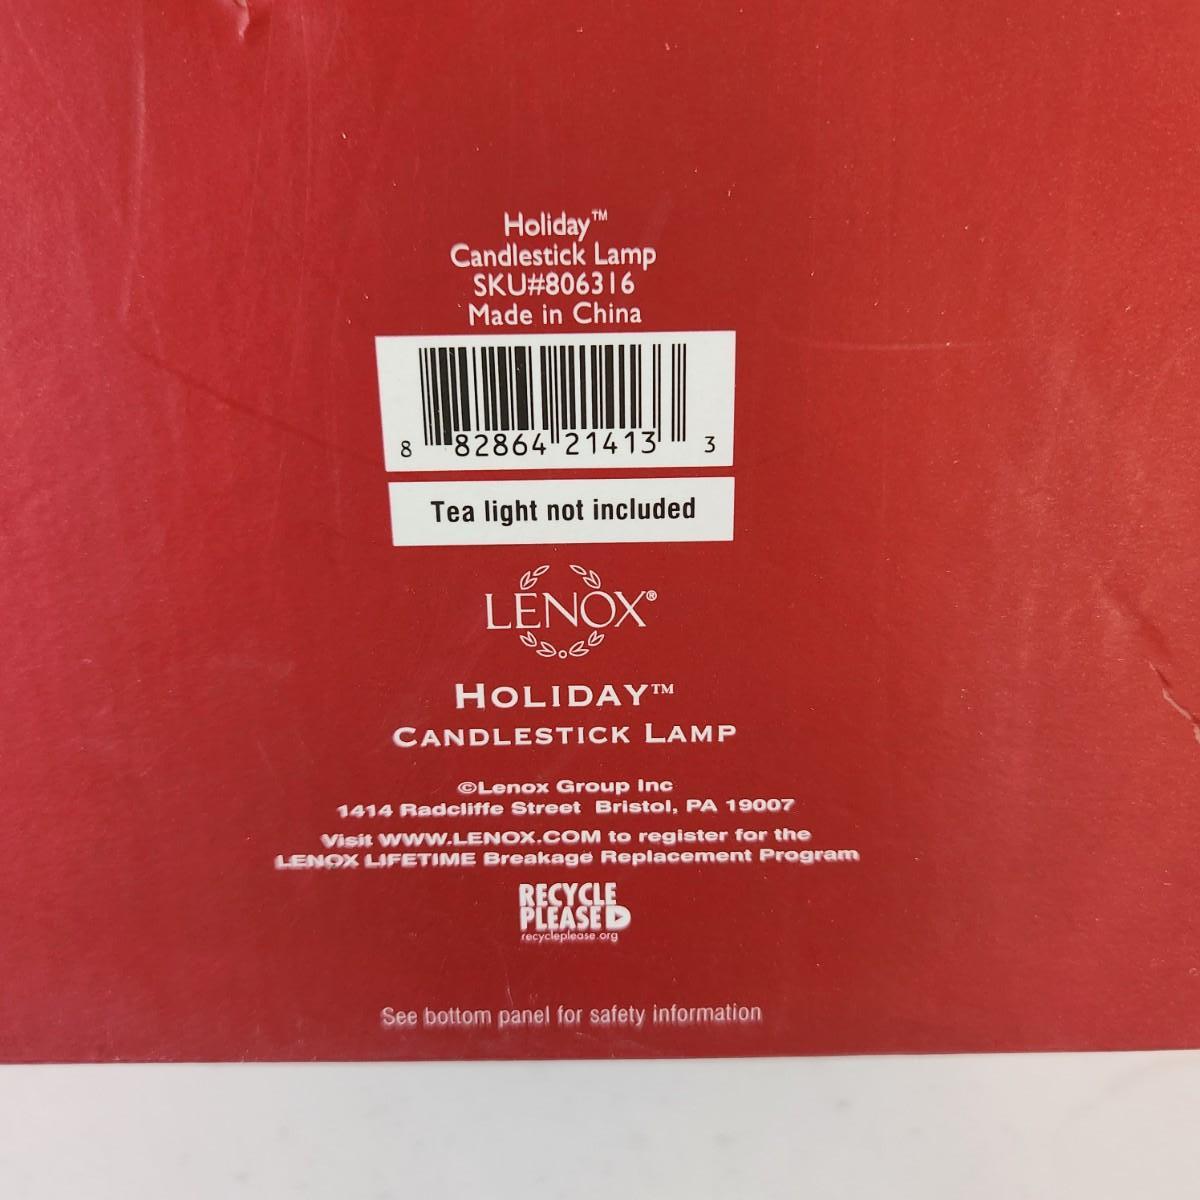 Holiday™
Candlestick Lamp
SKU#806316
Made in China
8 82864 21413 3
Tea light not included
LENOX®
HOLIDAY™
CANDLESTICK LAMP
©Lenox Group Inc
1414 Radcliffe Street Bristol, PA 19007
Visit WWW.LENOX.COM to register for the
LENOX LIFETIME Breakage Replacement Program
RECYCLE
PLEASE
recycleplease.org
See bottom panel for safety information